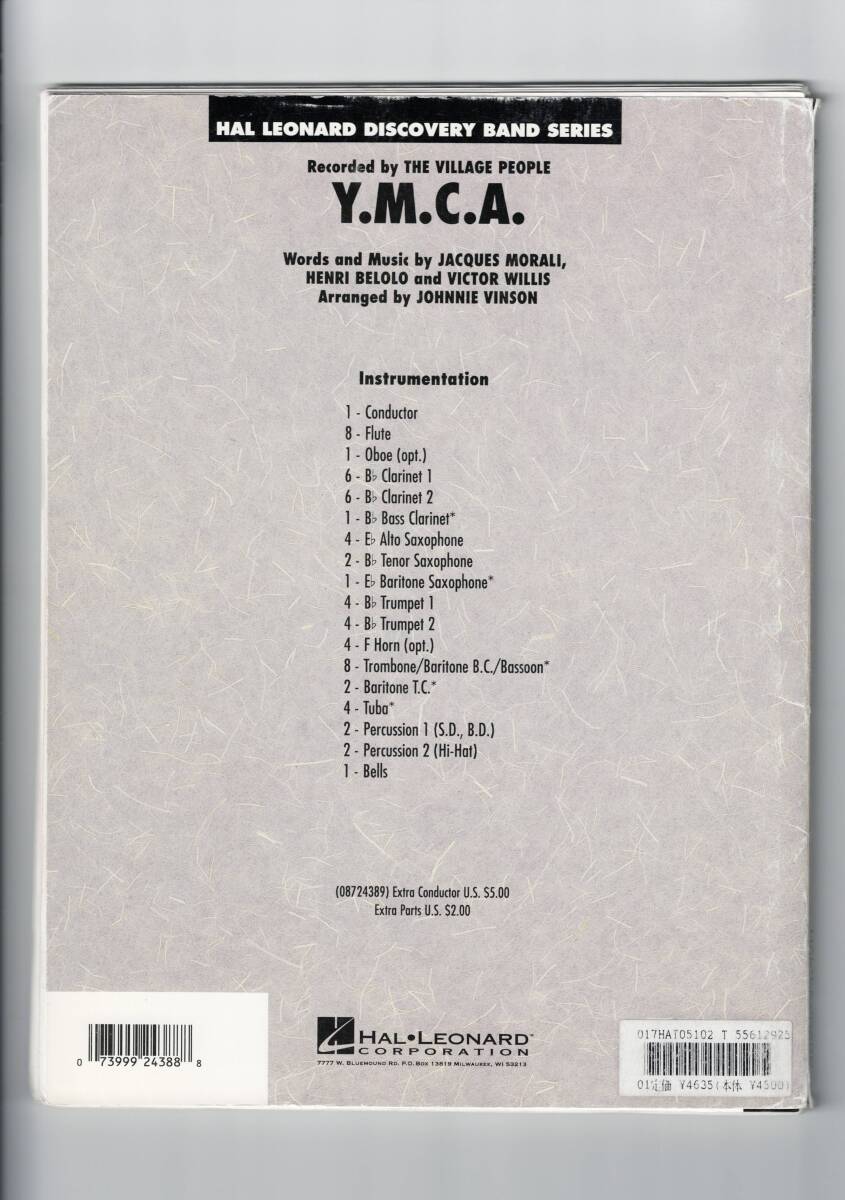 HAL LEONARD DISCOVERY BAND SERIES
Recorded by THE VILLAGE PEOPLE
Y.M.C.A.
Words and Music by JACQUES MORALI,
HENRI BELOLO and VICTOR WILLIS
Arranged by JOHNNIE VINSON
Instrumentation
1 - Conductor
8 - Flute
1 - Oboe (opt.)
6 - B♭ Clarinet 1
6 - B♭ Clarinet 2
1 - B♭ Bass Clarinet*
4 - E♭ Alto Saxophone
2 - B♭ Tenor Saxophone
1 - E♭ Baritone Saxophone*
4 - B♭ Trumpet 1
4 - B♭ Trumpet 2
4 - F Horn (opt.)
8 - Trombone/Baritone B.C./Bassoon*
2 - Baritone T.C.*
4 - Tuba*
2 - Percussion 1 (S.D., B.D.)
2 - Percussion 2 (Hi-Hat)
1 - Bells
(08724389) Extra Conductor U.S. $5.00
Extra Parts U.S. $2.00
0 73999 24388 8
HAL•LEONARD™
CORPORATION
7777 W. BLUEMOUND RD. P.O. BOX 13819 MILWAUKEE, WI 53213
017HAT05102 T 55612925
01定価 ¥4635(本体 ¥4500)